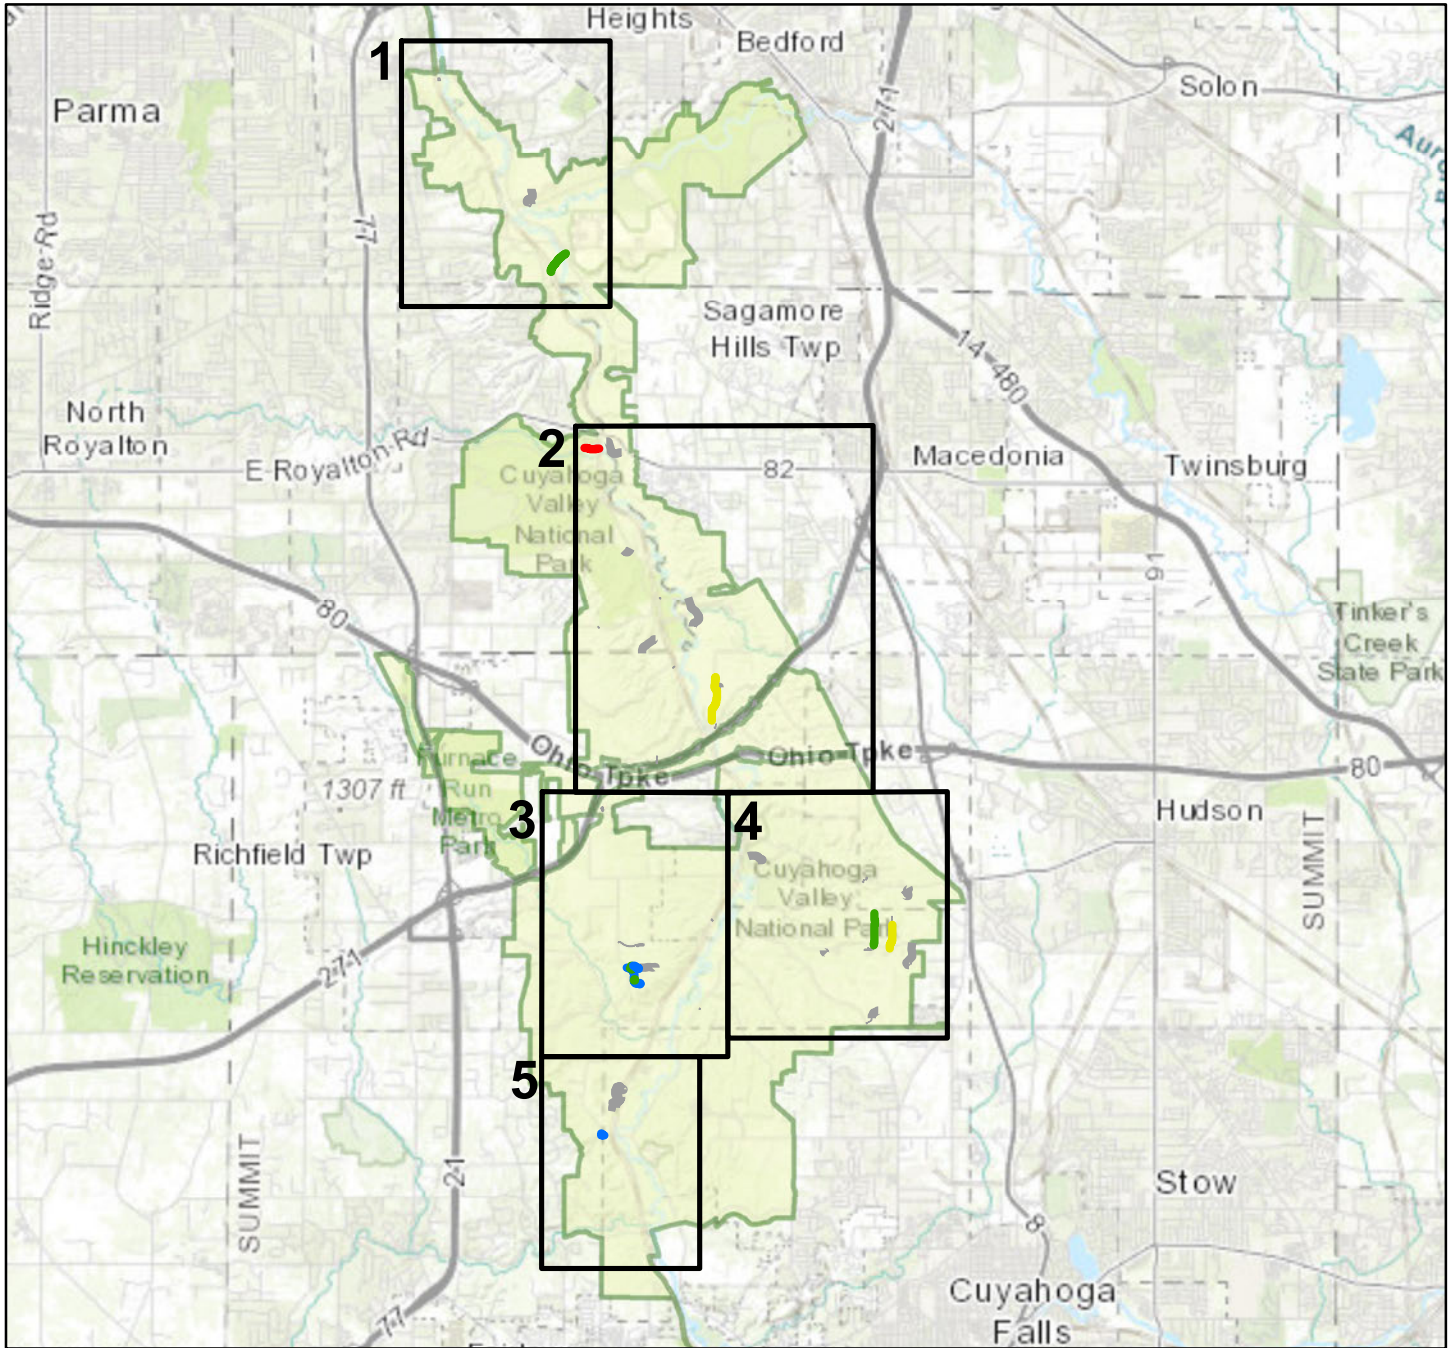 Heights
Bedford
1
Solon
Parma
271
Auro
Ridge Rd
77
Sagamore
Hills Twp
14
480
North
Royalton
E Royalton Rd
2
82
Macedonia
Twinsburg
Cuyahoga
Valley
National
Park
91
80
Tinker's
Creek
State Park
Ohio Tpke
Ohio Tpke
80
Furnace
Run
Metro
Park
1307 ft
Hudson
3
4
Richfield Twp
Cuyahoga
Valley
National Park
SUMMIT
Hinckley
Reservation
271
5
SUMMIT
21
Stow
8
Cuyahoga
Falls
77